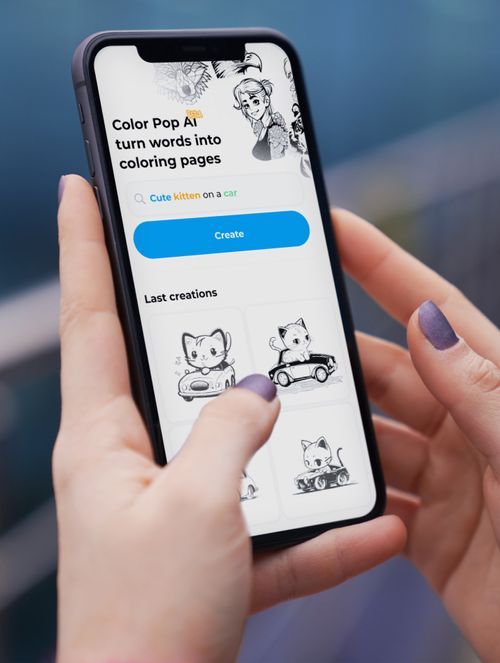 Color Pop AI
turn words into
coloring pages
Cute kitten on a car
Create
Last creations